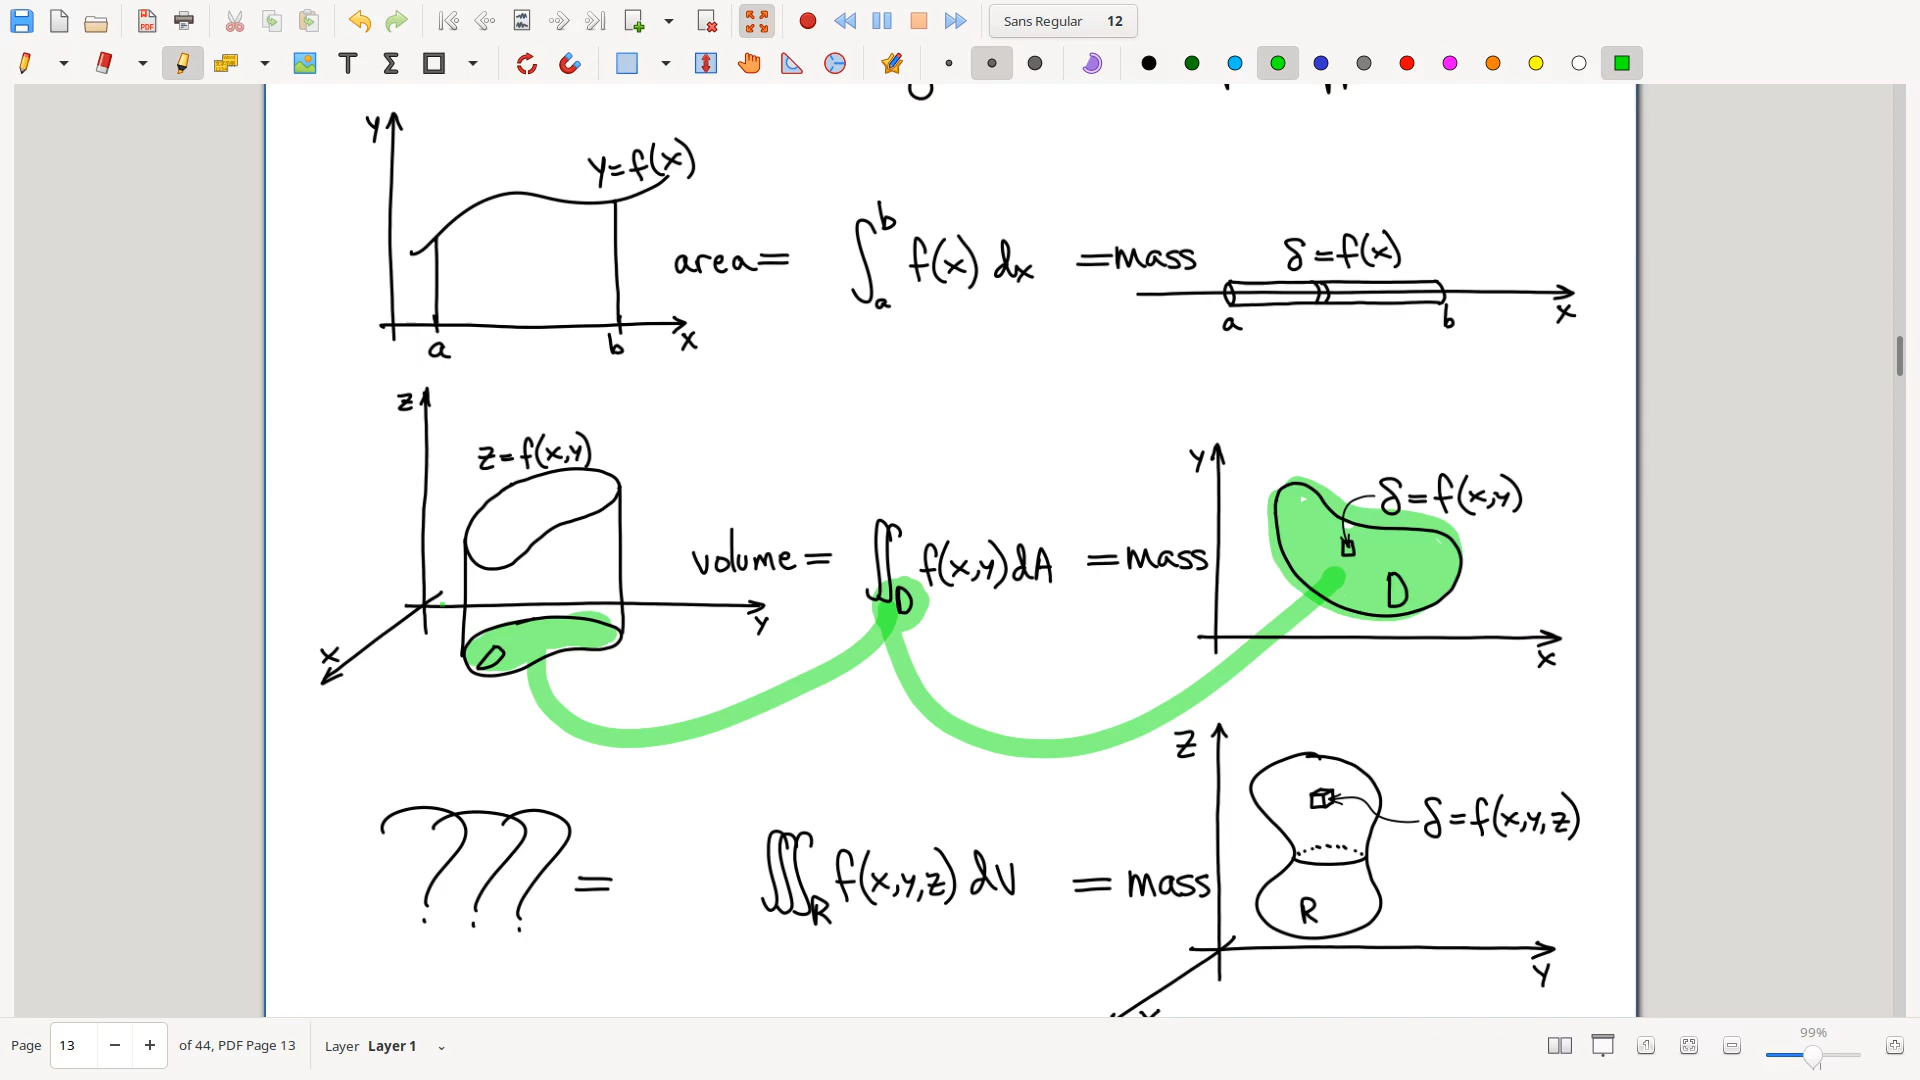 Sans Regular 12
y
y=f(x)
area= ∫_a^b f(x) dx =mass
δ=f(x)
a b x
a b x
z
z=f(x,y)
y
δ=f(x,y)
volume= ∬_D f(x,y)dA =mass
D
y
x
D
x
z
δ=f(x,y,z)
???= ∭_R f(x,y,z) dV =mass
R
y
x
Page 13 of 44, PDF Page 13 Layer Layer 1 99%